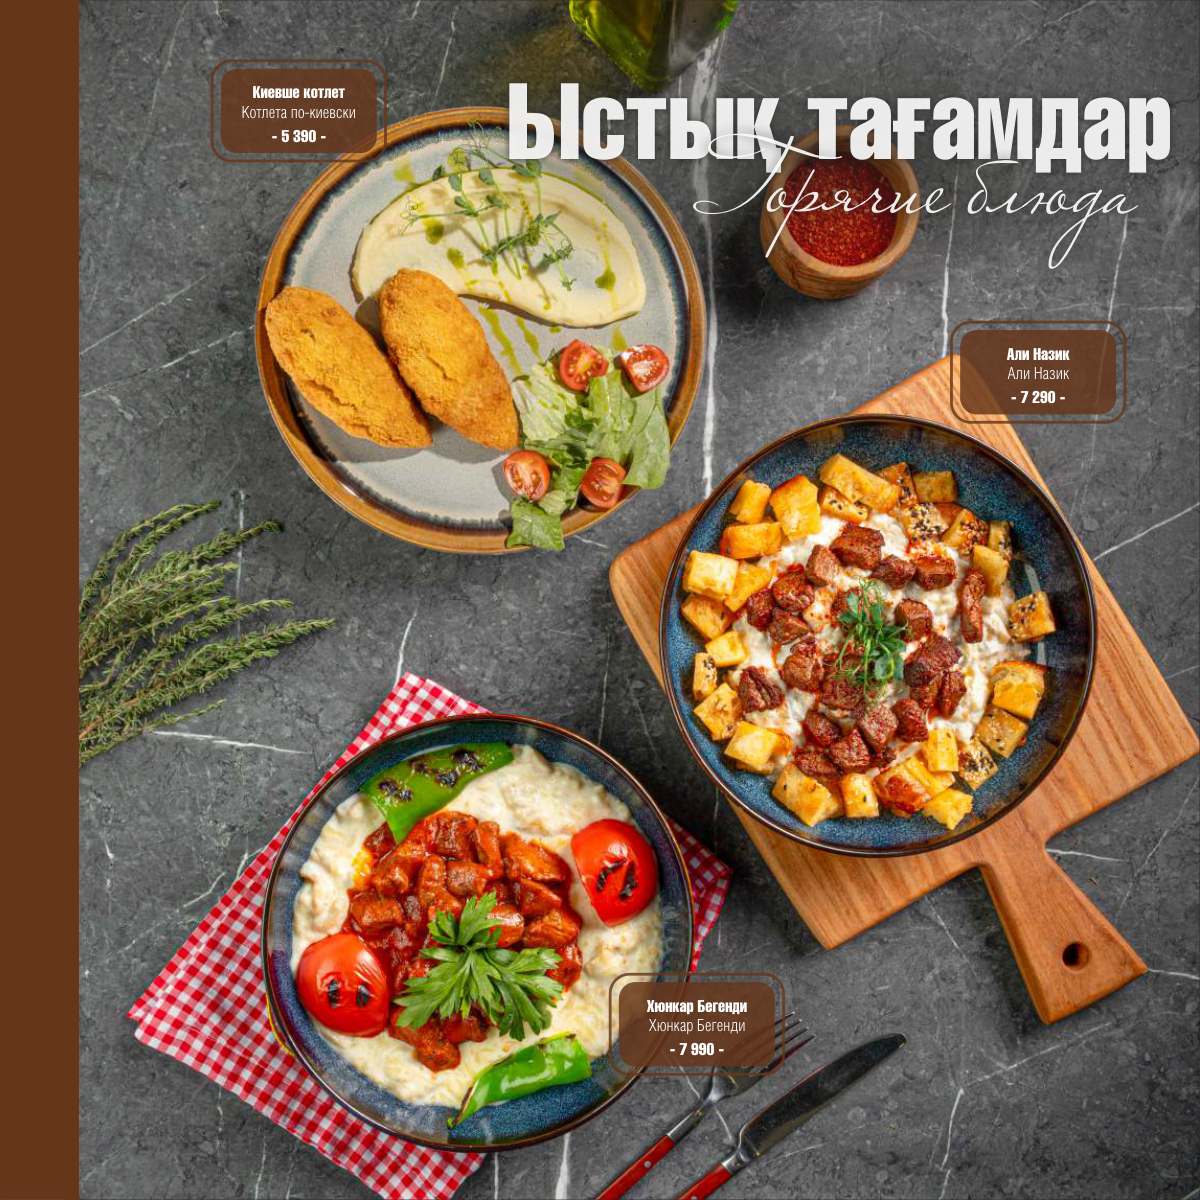 Ыстық тағамдар
Горячие блюда
Киевше котлет
Котлета по-киевски
- 5 390 -
Али Назик
Али Назик
- 7 290 -
Хюнкар Бегенди
Хюнкар Бегенди
- 7 990 -